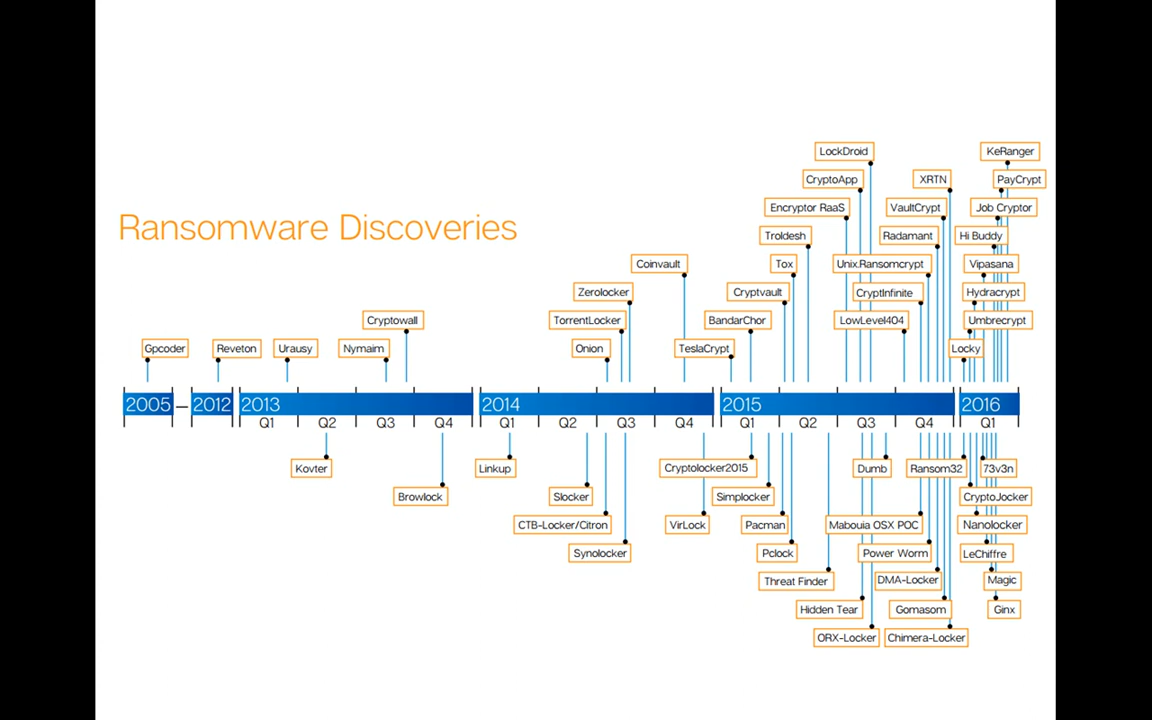 LockDroid
KeRanger
CryptoApp
XRTN
PayCrypt
Encryptor RaaS
VaultCrypt
Job Cryptor
Ransomware Discoveries
Troldesh
Radamant
Hi Buddy
Coinvault
Tox
Unix.Ransomcrypt
Vipasana
Zerolocker
Cryptvault
CryptInfinite
Hydracrypt
Cryptowall
TorrentLocker
BandarChor
LowLevel404
Umbrecrypt
Gpcoder
Reveton
Urausy
Nymaim
Onion
TeslaCrypt
Locky
2005 – 2012 2013 2014 2015 2016
Q1 Q2 Q3 Q4 Q1 Q2 Q3 Q4 Q1 Q2 Q3 Q4 Q1
Kovter
Linkup
Cryptolocker2015
Dumb
Ransom32
73v3n
Browlock
Slocker
Simplocker
CryptoJocker
CTB-Locker/Citron
VirLock
Pacman
Mabouia OSX POC
Nanolocker
Synolocker
Pclock
Power Worm
LeChiffre
Threat Finder
DMA-Locker
Magic
Hidden Tear
Gomasom
Ginx
ORX-Locker
Chimera-Locker